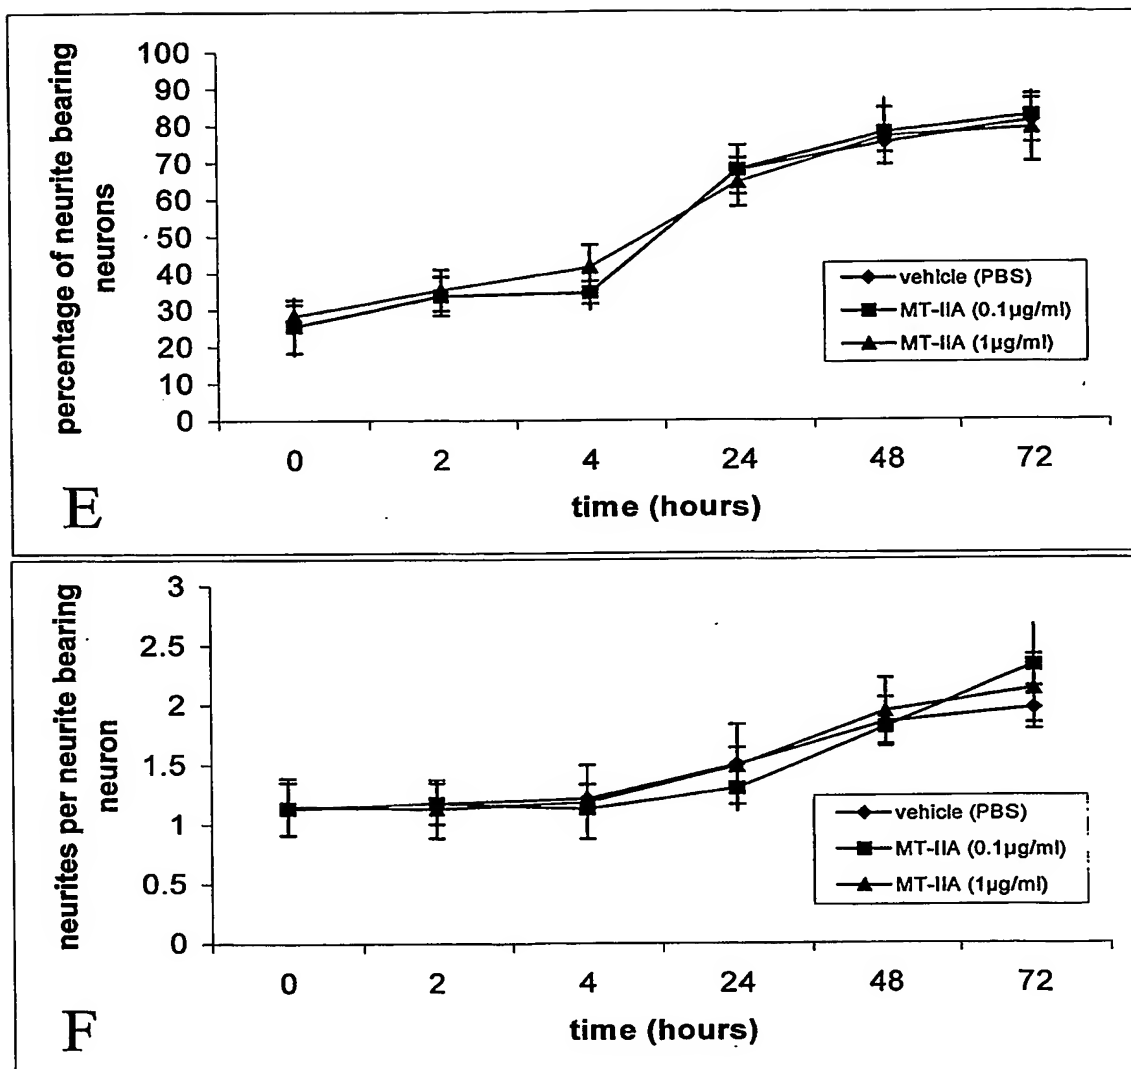 percentage of neurite bearing
neurons
100
90
80
70
60
50
40
30
20
10
0
vehicle (PBS)
MT-IIA (0.1µg/ml)
MT-IIA (1µg/ml)
0 2 4 24 48 72
time (hours)
E
neurites per neurite bearing
neuron
3
2.5
2
1.5
1
0.5
0
vehicle (PBS)
MT-IIA (0.1µg/ml)
MT-IIA (1µg/ml)
0 2 4 24 48 72
time (hours)
F